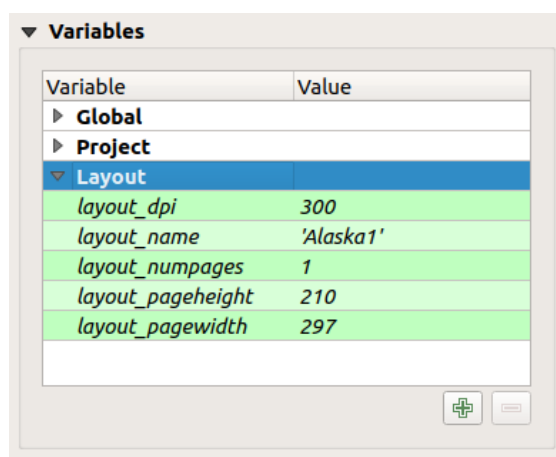 Variables
Variable Value
Global
Project
Layout
layout_dpi 300
layout_name 'Alaska1'
layout_numpages 1
layout_pageheight 210
layout_pagewidth 297